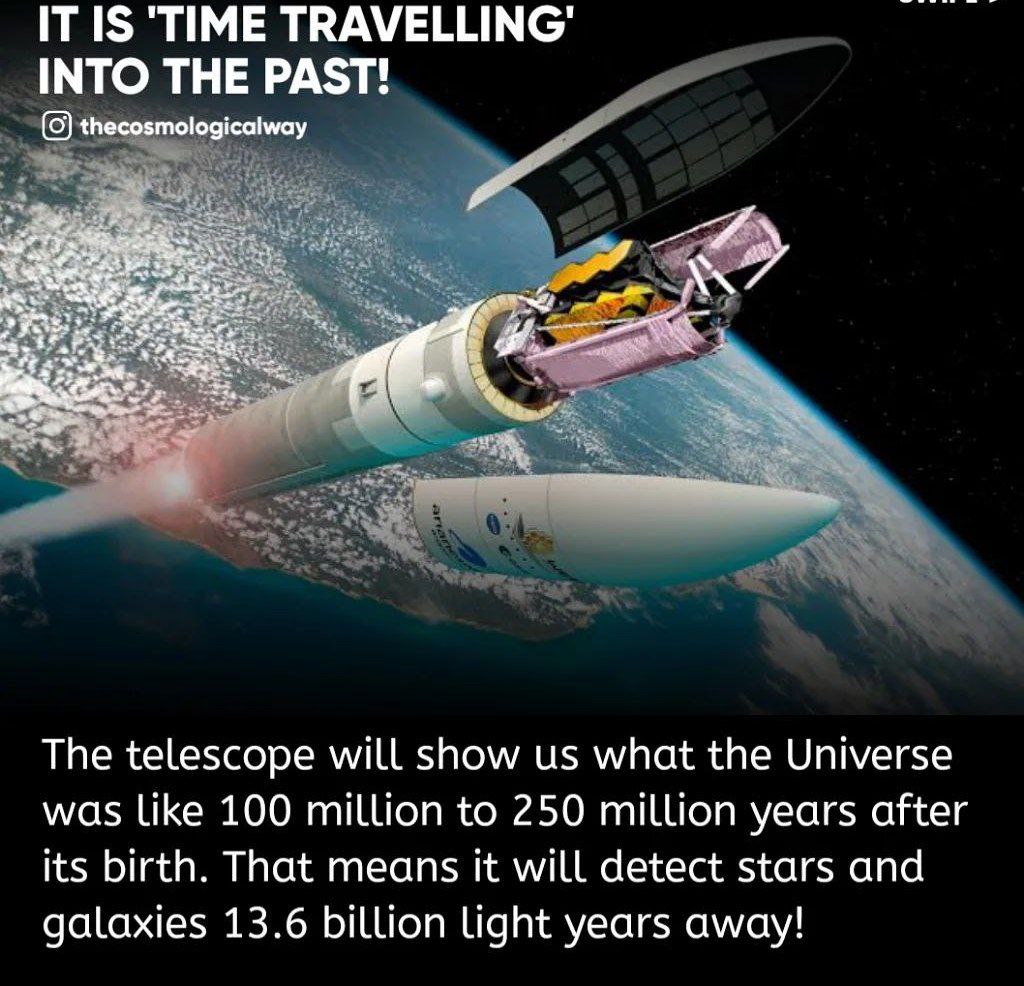 IT IS 'TIME TRAVELLING'
INTO THE PAST!
thecosmologicalway
The telescope will show us what the Universe
was like 100 million to 250 million years after
its birth. That means it will detect stars and
galaxies 13.6 billion light years away!